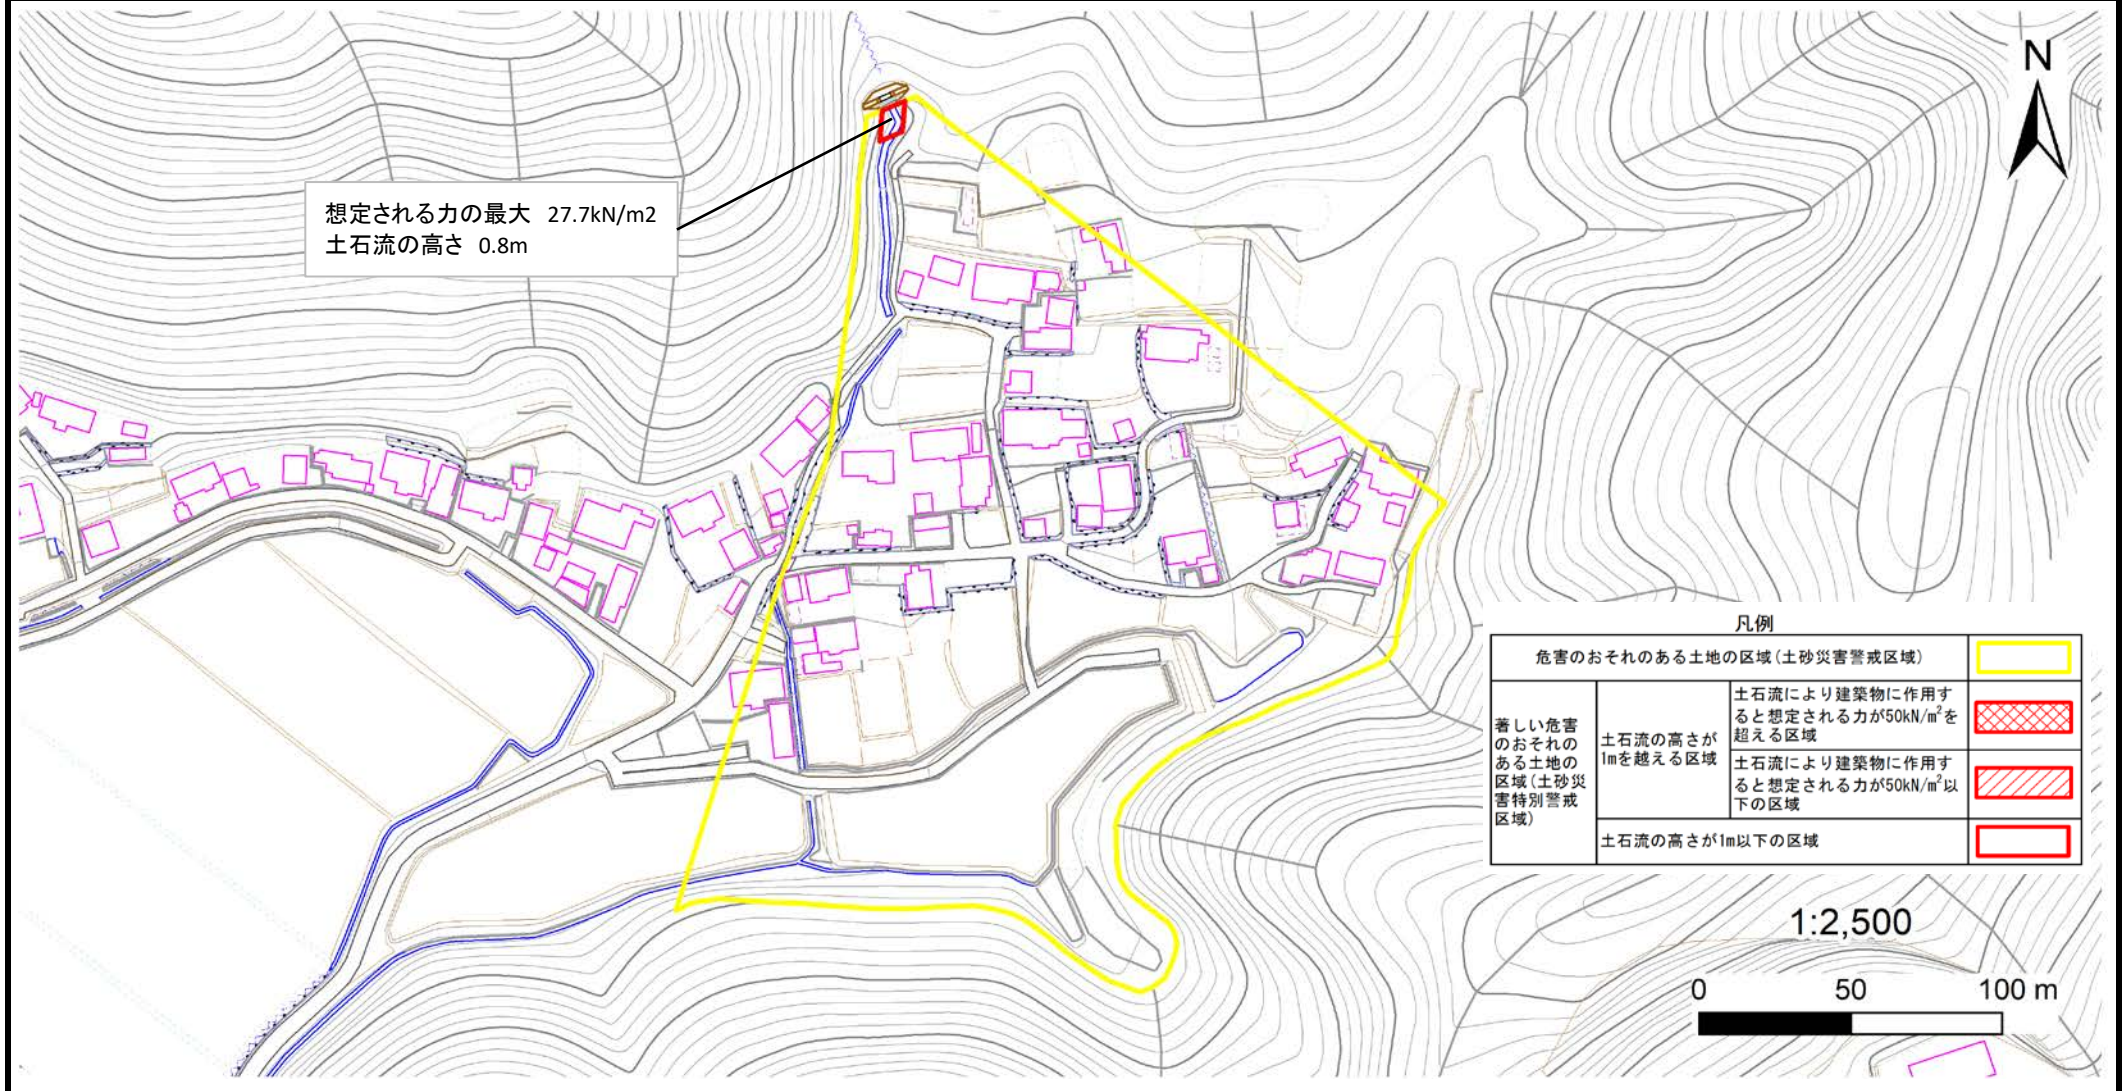 N
想定される力の最大 27.7kN/m2
土石流の高さ 0.8m
凡例
危害のおそれのある土地の区域(土砂災害警戒区域)
著しい危害
のおそれの
ある土地の
区域(土砂災
害特別警戒
区域)
土石流の高さが
1mを越える区域
土石流により建築物に作用す
ると想定される力が50kN/㎡を
超える区域
土石流により建築物に作用す
ると想定される力が50kN/㎡以
下の区域
土石流の高さが1m以下の区域
1:2,500
0 50 100 m